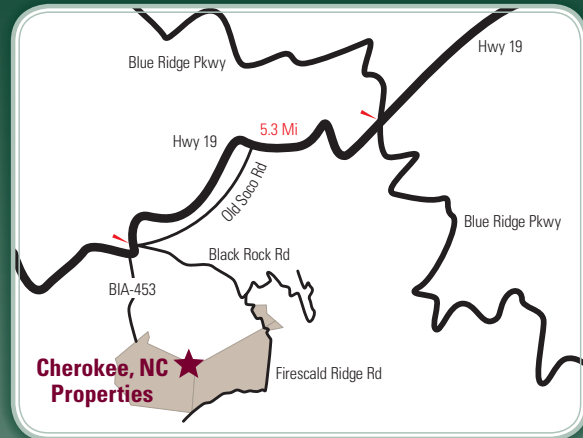 Hwy 19
Blue Ridge Pkwy
5.3 Mi
Hwy 19
Old Soco Rd
Blue Ridge Pkwy
Black Rock Rd
BIA-453
Cherokee, NC
Properties
Firescald Ridge Rd